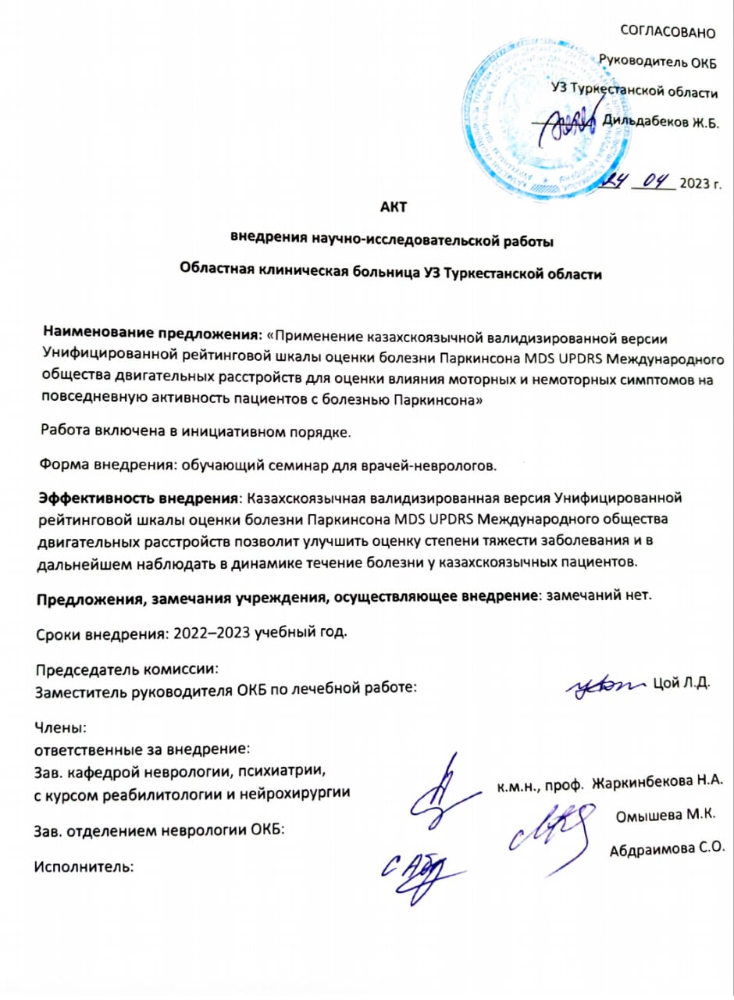 СОГЛАСОВАНО
Руководитель ОКБ
УЗ Туркестанской области
Дильдабеков Ж.Б.
24 04 2023 г.
АКТ
внедрения научно-исследовательской работы
Областная клиническая больница УЗ Туркестанской области
Наименование предложения: «Применение казахскоязычной валидизированной версии
Унифицированной рейтинговой шкалы оценки болезни Паркинсона MDS UPDRS Международного
общества двигательных расстройств для оценки влияния моторных и немоторных симптомов на
повседневную активность пациентов с болезнью Паркинсона»
Работа включена в инициативном порядке.
Форма внедрения: обучающий семинар для врачей-неврологов.
Эффективность внедрения: Казахскоязычная валидизированная версия Унифицированной
рейтинговой шкалы оценки болезни Паркинсона MDS UPDRS Международного общества
двигательных расстройств позволит улучшить оценку степени тяжести заболевания и в
дальнейшем наблюдать в динамике течение болезни у казахскоязычных пациентов.
Предложения, замечания учреждения, осуществляющее внедрение: замечаний нет.
Сроки внедрения: 2022–2023 учебный год.
Председатель комиссии:
Заместитель руководителя ОКБ по лечебной работе: Цой Л.Д.
Члены:
ответственные за внедрение:
Зав. кафедрой неврологии, психиатрии,
с курсом реабилитологии и нейрохирургии к.м.н., проф. Жаркинбекова Н.А.
Зав. отделением неврологии ОКБ: Омышева М.К.
Исполнитель: Абдраимова С.О.